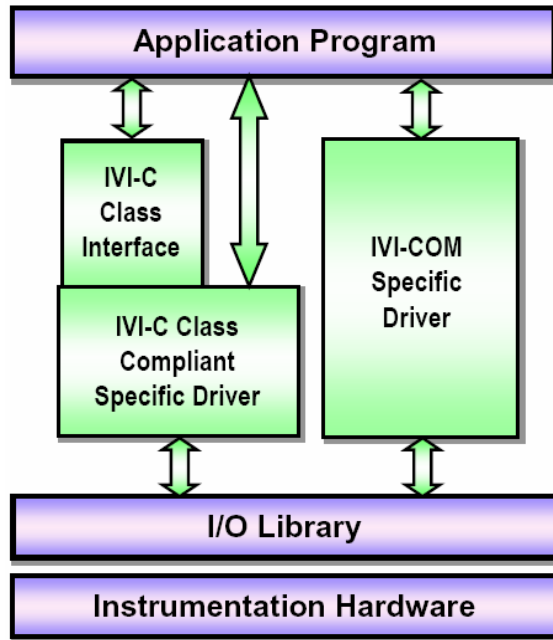 Application Program
IVI-C
Class
Interface
IVI-C Class
Compliant
Specific Driver
IVI-COM
Specific
Driver
I/O Library
Instrumentation Hardware